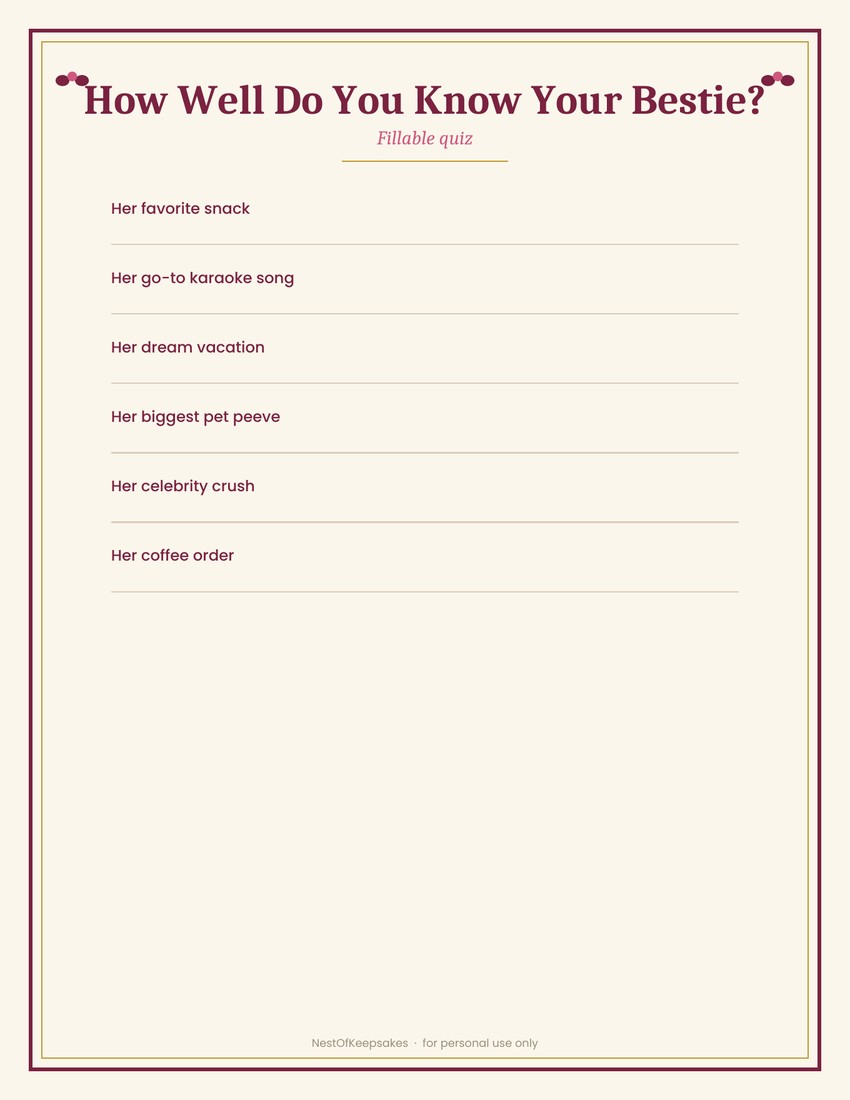 How Well Do You Know Your Bestie?
Fillable quiz
Her favorite snack
Her go-to karaoke song
Her dream vacation
Her biggest pet peeve
Her celebrity crush
Her coffee order
NestOfKeepsakes · for personal use only